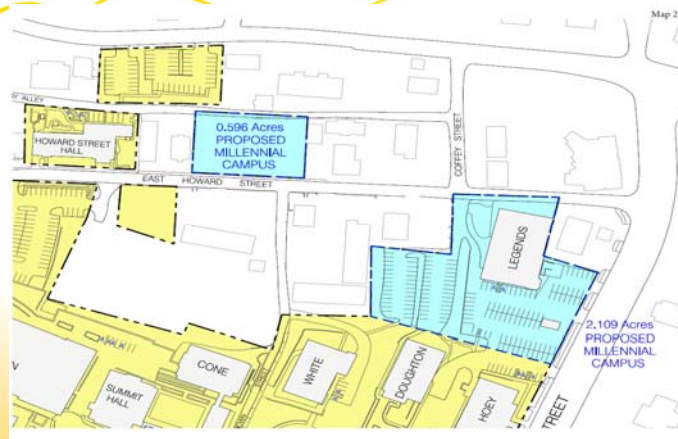 Map 2
ALLEY
0.596 Acres
PROPOSED
MILLENNIAL
CAMPUS
HOWARD STREET
HALL
COFFEY STREET
EAST HOWARD STREET
LEGENDS
2.109 Acres
PROPOSED
MILLENNIAL
CAMPUS
CONE
WHITE
DOUGHTON
SUMMIT
HALL
HOEY
STREET